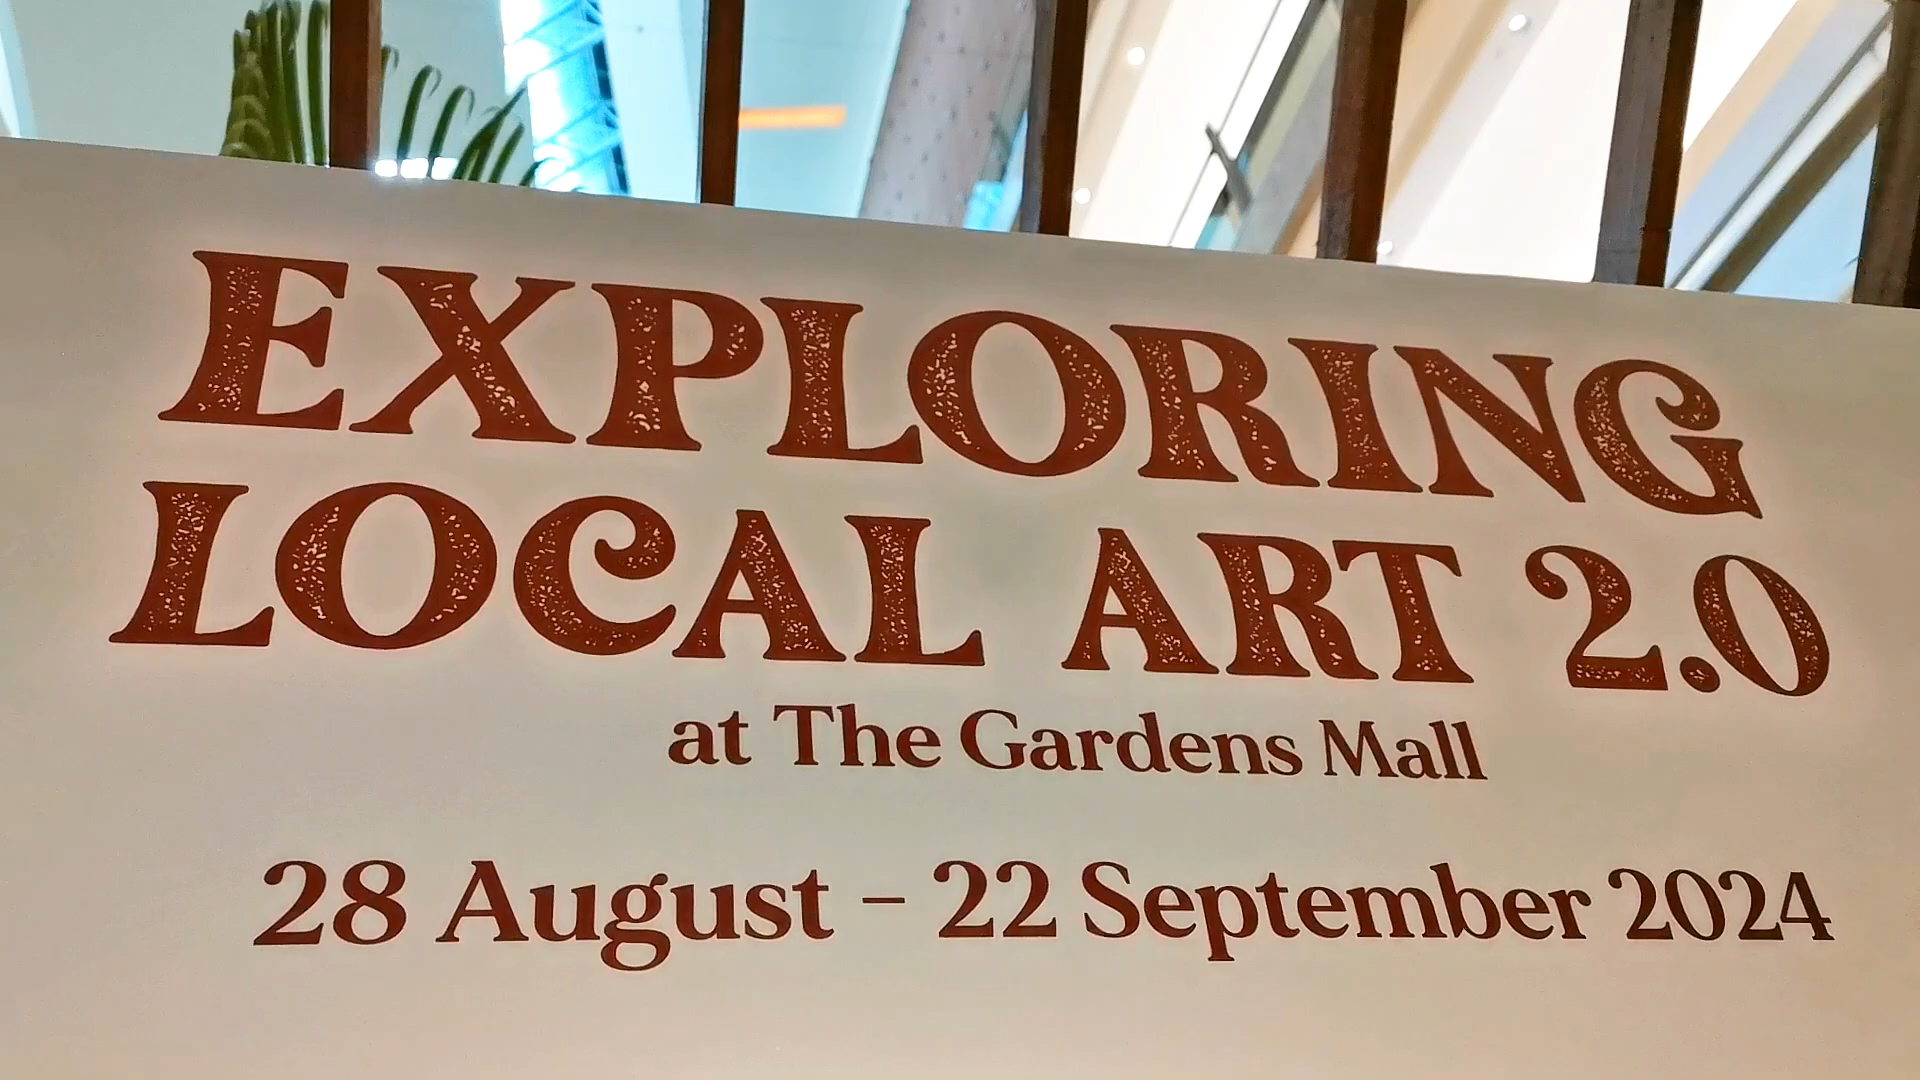 EXPLORING
LOCAL ART 2.0
at The Gardens Mall
28 August – 22 September 2024